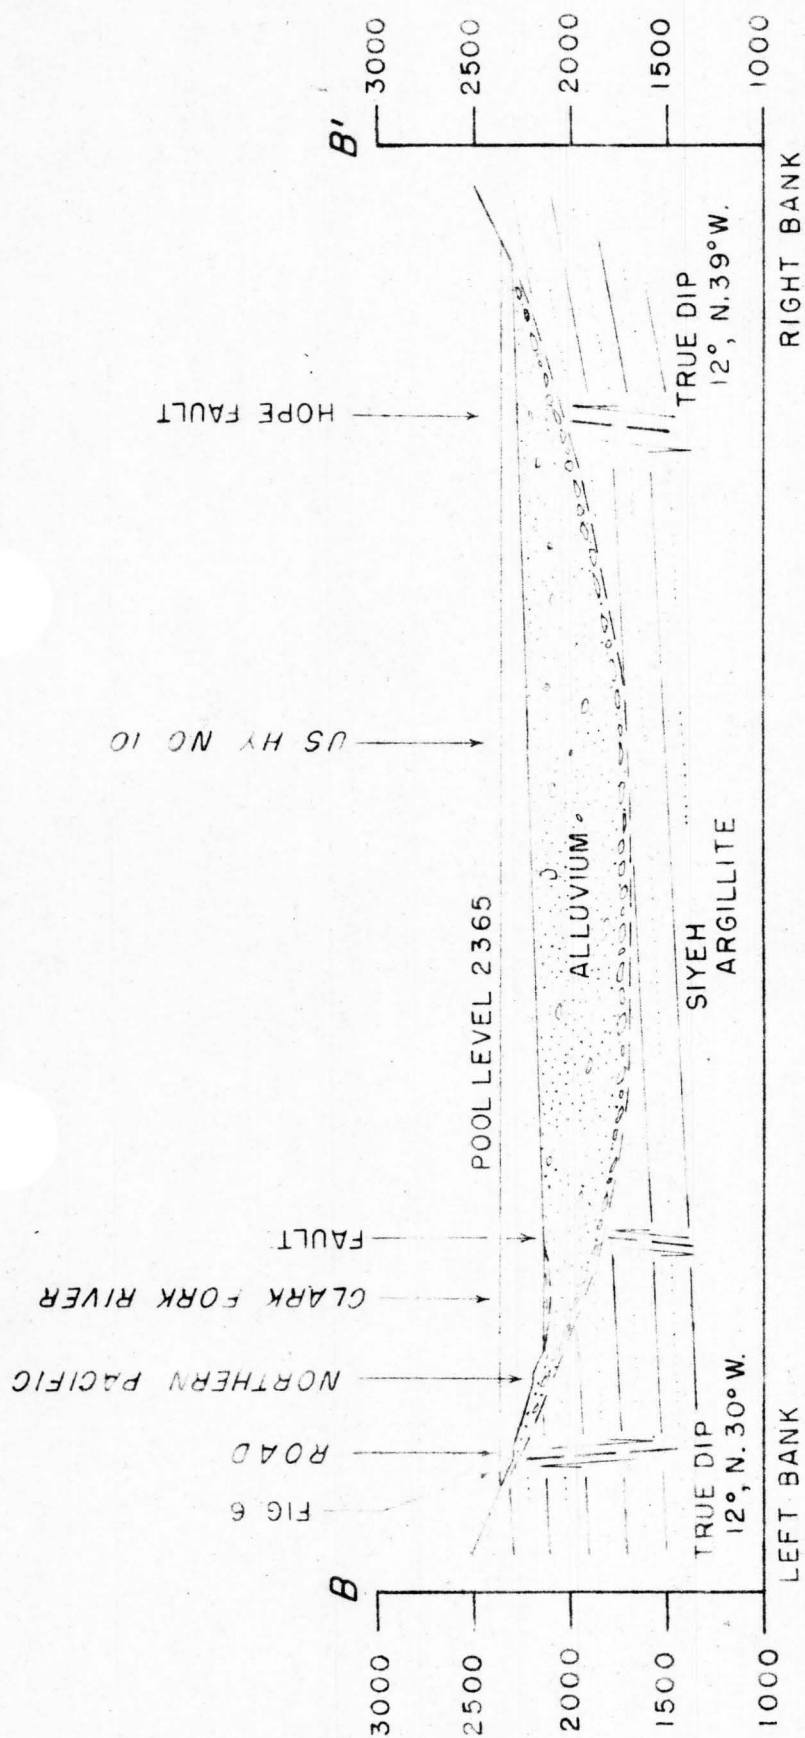 B
B'
3000
2500
2000
1500
1000
3000
2500
2000
1500
1000
FIG 6
ROAD
NORTHERN PACIFIC
CLARK FORK RIVER
FAULT
US HY NO 10
HOPE FAULT
POOL LEVEL 2365
ALLUVIUM
SIYEH
ARGILLITE
TRUE DIP
12°, N. 30° W.
TRUE DIP
12°, N. 39° W.
LEFT BANK
RIGHT BANK